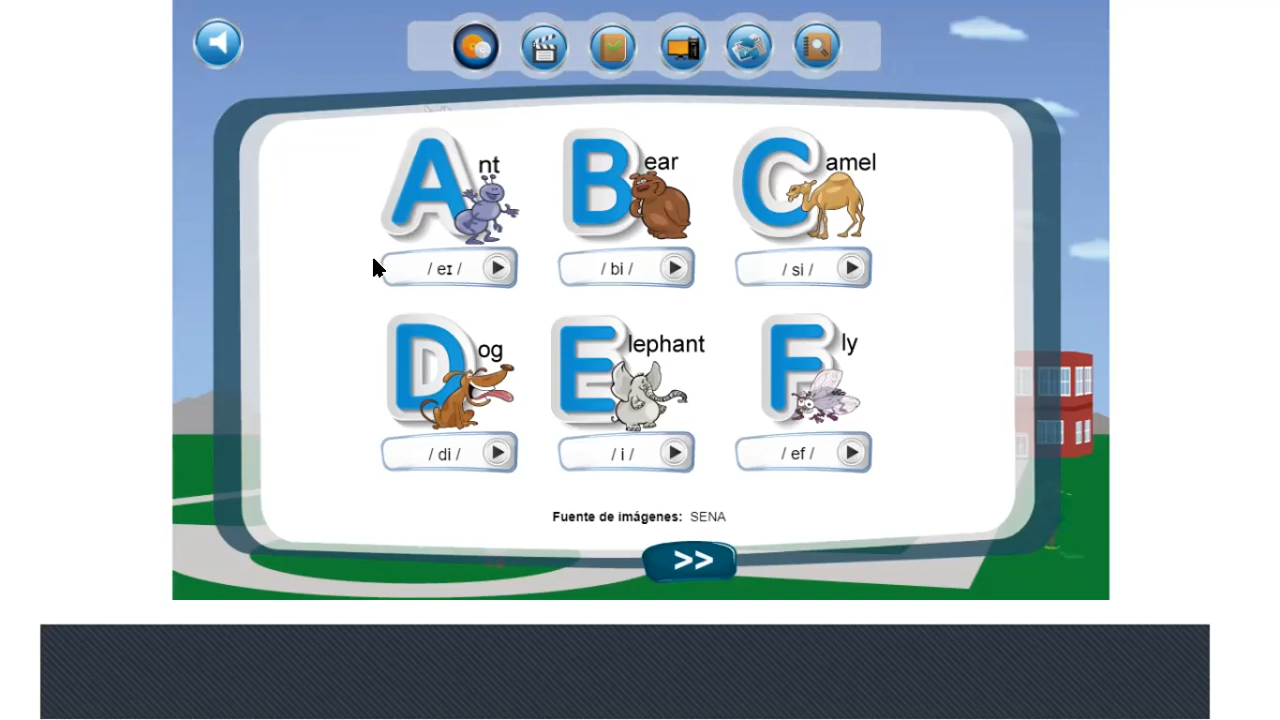 Ant Bear Camel
/ eɪ / / bi / / si /
Dog Elephant Fly
/ di / / i / / ef /
Fuente de imágenes: SENA
>>